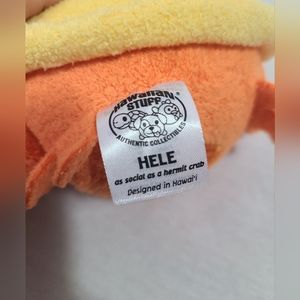 HAWAIIAN
STUFF
AUTHENTIC COLLECTIBLES
HELE
as social as a hermit crab
Designed in Hawai'i